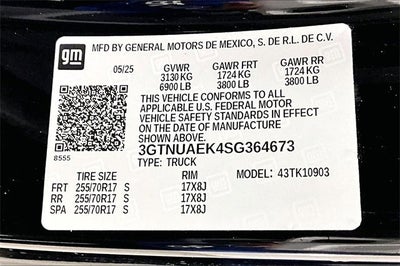 gm
MFD BY GENERAL MOTORS DE MEXICO, S. DE R.L. DE C.V.
05/25 GVWR GAWR FRT GAWR RR
3130 KG 1724 KG 1724 KG
6900 LB 3800 LB 3800 LB
THIS VEHICLE CONFORMS TO ALL
APPLICABLE U.S. FEDERAL MOTOR
VEHICLE SAFETY STANDARDS IN EFFECT
ON THE DATE OF MANUFACTURE
SHOWN ABOVE.
8555
3GTNUAEK4SG364673
TYPE: TRUCK
TIRE SIZE RIM MODEL: 43TK10903
FRT 255/70R17 S 17X8J
RR 255/70R17 S 17X8J
SPA 255/70R17 S 17X8J